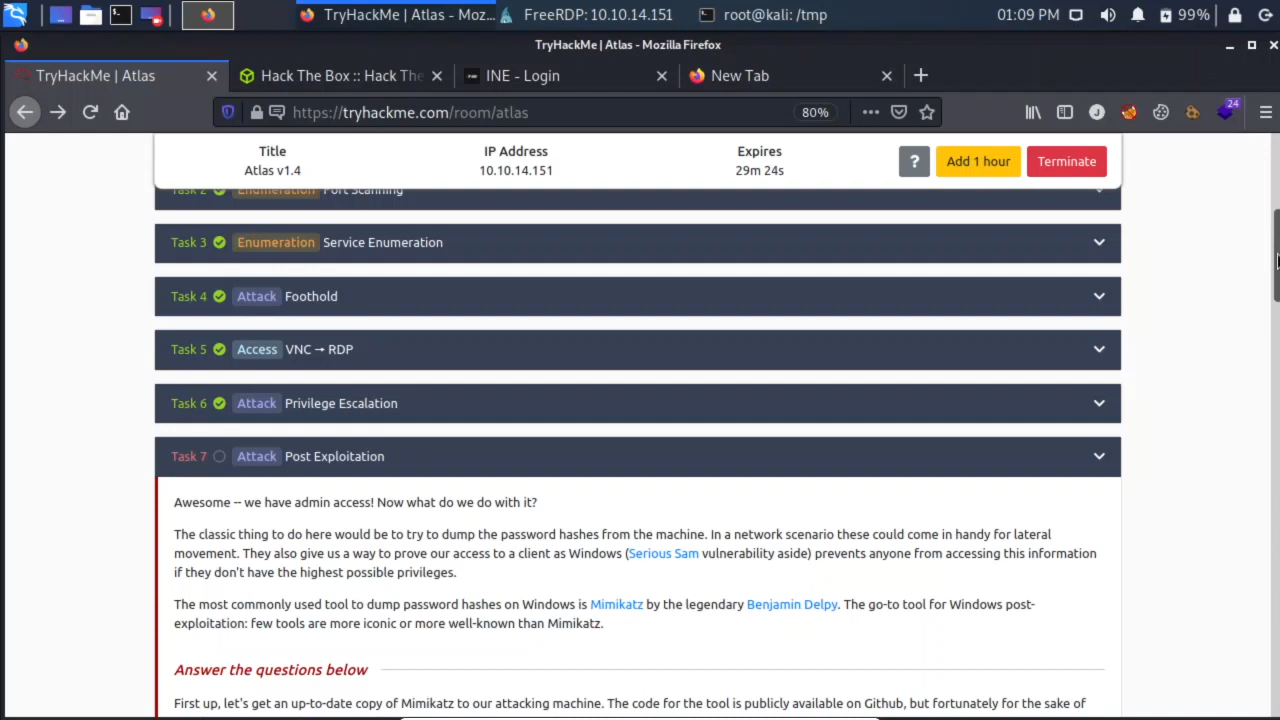 TryHackMe | Atlas - Moz... FreeRDP: 10.10.14.151 root@kali: /tmp 01:09 PM 99%
TryHackMe | Atlas - Mozilla Firefox
TryHackMe | Atlas Hack The Box :: Hack The INE - Login New Tab
https://tryhackme.com/room/atlas 80% J 24
Title IP Address Expires
Atlas v1.4 10.10.14.151 29m 24s ? Add 1 hour Terminate
Task 2 Enumeration Port Scanning
Task 3 Enumeration Service Enumeration
Task 4 Attack Foothold
Task 5 Access VNC → RDP
Task 6 Attack Privilege Escalation
Task 7 Attack Post Exploitation
Awesome -- we have admin access! Now what do we do with it?
The classic thing to do here would be to try to dump the password hashes from the machine. In a network scenario these could come in handy for lateral
movement. They also give us a way to prove our access to a client as Windows (Serious Sam vulnerability aside) prevents anyone from accessing this information
if they don't have the highest possible privileges.
The most commonly used tool to dump password hashes on Windows is Mimikatz by the legendary Benjamin Delpy. The go-to tool for Windows post-
exploitation: few tools are more iconic or more well-known than Mimikatz.
Answer the questions below
First up, let's get an up-to-date copy of Mimikatz to our attacking machine. The code for the tool is publicly available on Github, but fortunately for the sake of